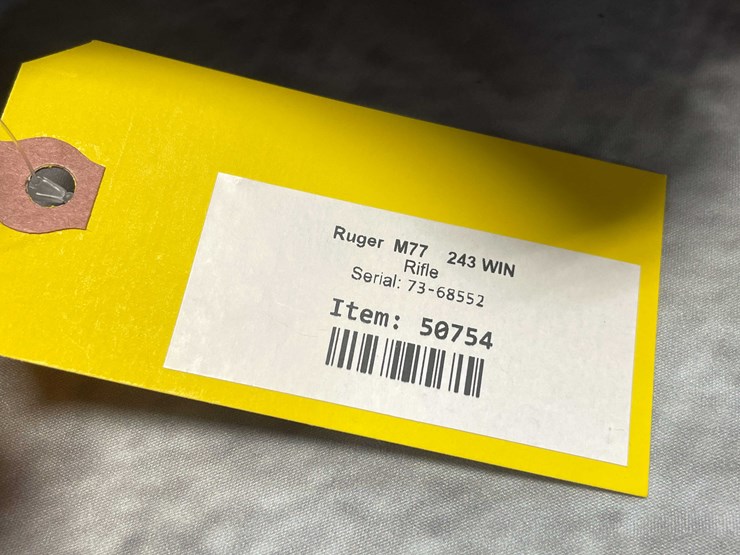 Ruger M77 243 WIN
Rifle
Serial: 73-68552
Item: 50754